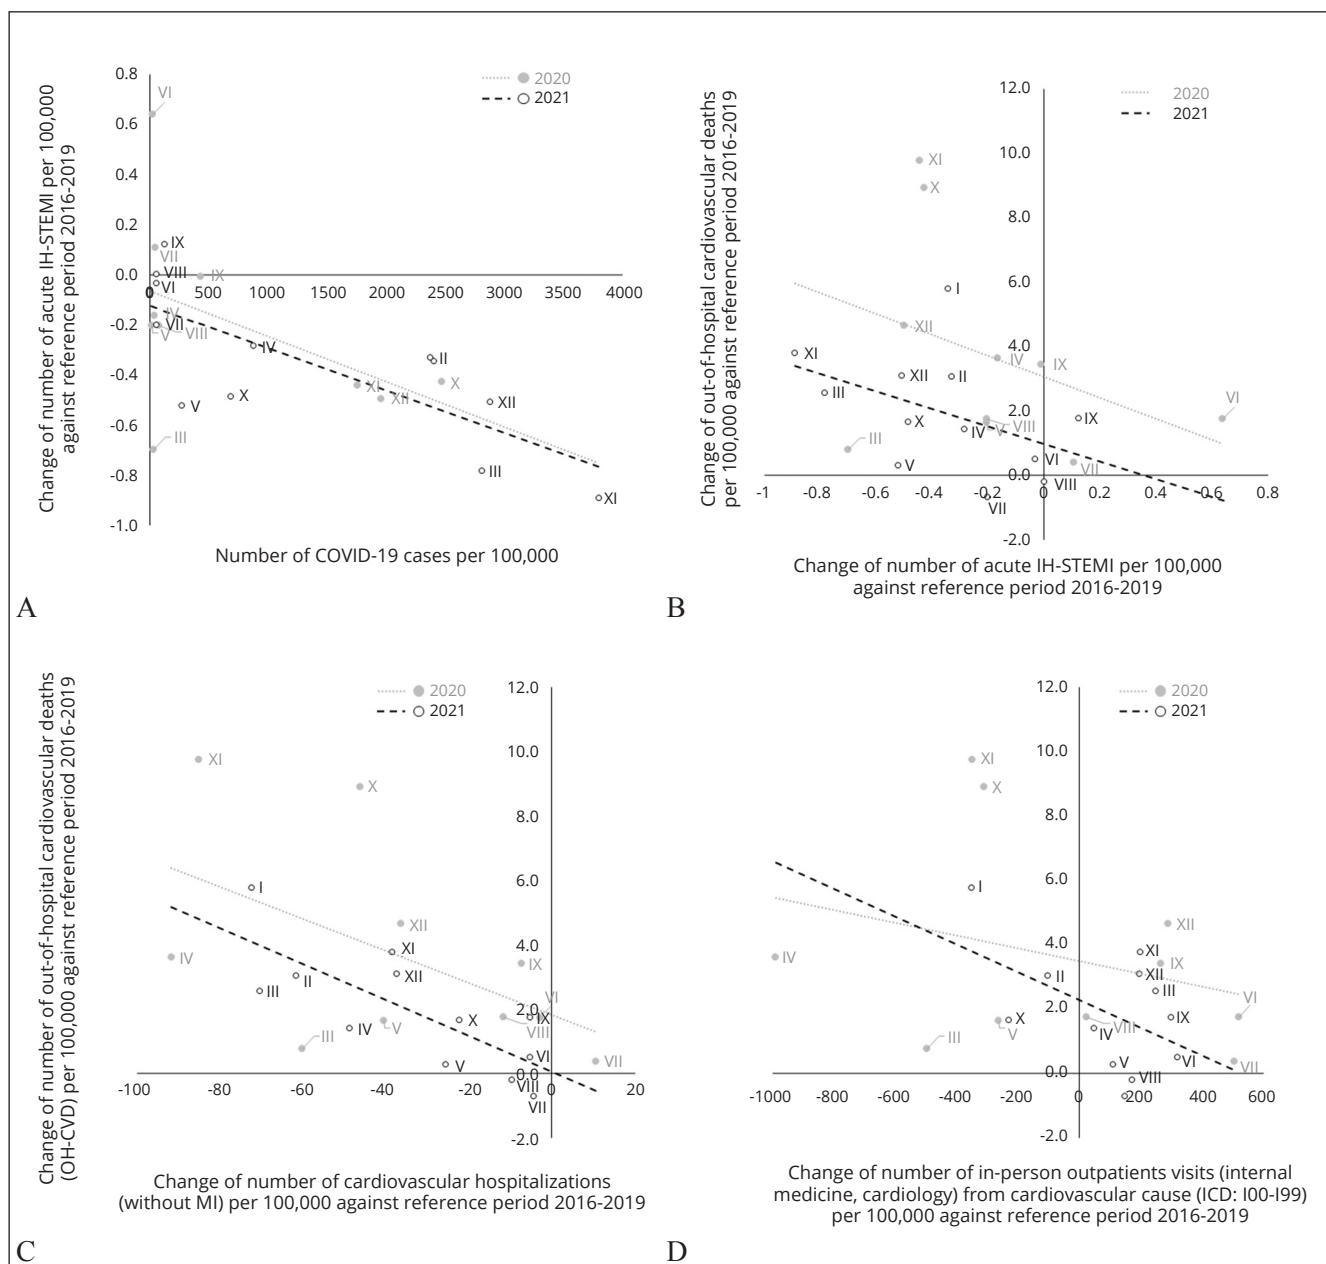 Change of number of acute IH-STEMI per 100,000
against reference period 2016-2019
0.8
0.6
0.4
0.2
0.0
-0.2
-0.4
-0.6
-0.8
-1.0
0
500
1000
1500
2000
2500
3000
3500
4000
2020
2021
VI
IX
VII
VIII
IX
VI
IV
VII
VIII
V
IV
II
XI
X
XII
XII
X
V
III
III
XI
Number of COVID-19 cases per 100,000
A
Change of out-of-hospital cardiovascular deaths
per 100,000 against reference period 2016-2019
12.0
10.0
8.0
6.0
4.0
2.0
0.0
-2.0
-1
-0.8
-0.6
-0.4
-0.2
0
0.2
0.4
0.6
0.8
2020
2021
XI
X
I
XII
XI
IV
IX
XII
II
III
VI
X
IV
V
VIII
IX
III
V
VI
VII
VII
VIII
Change of number of acute IH-STEMI per 100,000
against reference period 2016-2019
B
Change of number of out-of-hospital cardiovascular deaths
(OH-CVD) per 100,000 against reference period 2016-2019
12.0
10.0
8.0
6.0
4.0
2.0
0.0
-2.0
-100
-80
-60
-40
-20
0
20
2020
2021
XI
X
I
XII
XI
IV
IX
XII
II
III
VI
IX
VIII
X
V
IV
III
V
VI
VII
VIII
VII
Change of number of cardiovascular hospitalizations
(without MI) per 100,000 against reference period 2016-2019
C
12.0
10.0
8.0
6.0
4.0
2.0
0.0
-2.0
-1000
-800
-600
-400
-200
0
200
400
600
2020
2021
XI
X
I
XII
XI
IV
IX
XII
II
III
VI
IX
X
V
VIII
IV
III
V
VI
VII
VIII
Change of number of in-person outpatients visits (internal
medicine, cardiology) from cardiovascular cause (ICD: I00-I99)
per 100,000 against reference period 2016-2019
D